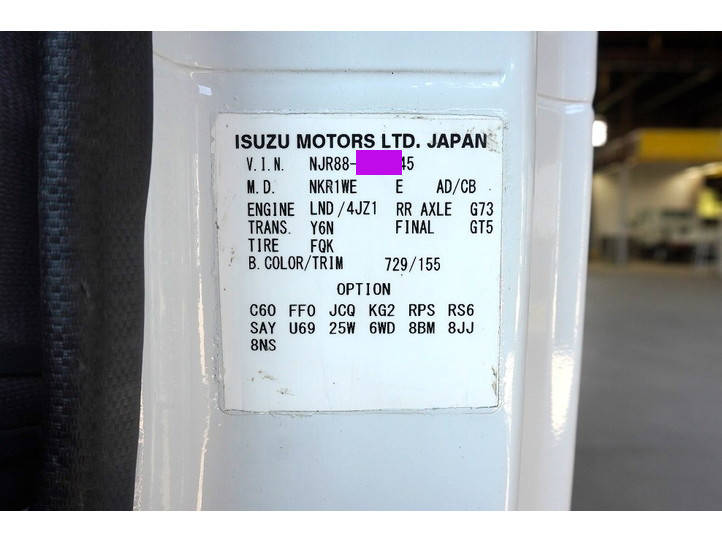 ISUZU MOTORS LTD. JAPAN
V.I.N. NJR88- 45
M.D. NKR1WE E AD/CB
ENGINE LND/4JZ1 RR AXLE G73
TRANS. Y6N FINAL GT5
TIRE FQK
B.COLOR/TRIM 729/155
OPTION
C60 FF0 JCQ KG2 RPS RS6
SAY U69 25W 6WD 8BM 8JJ
8NS